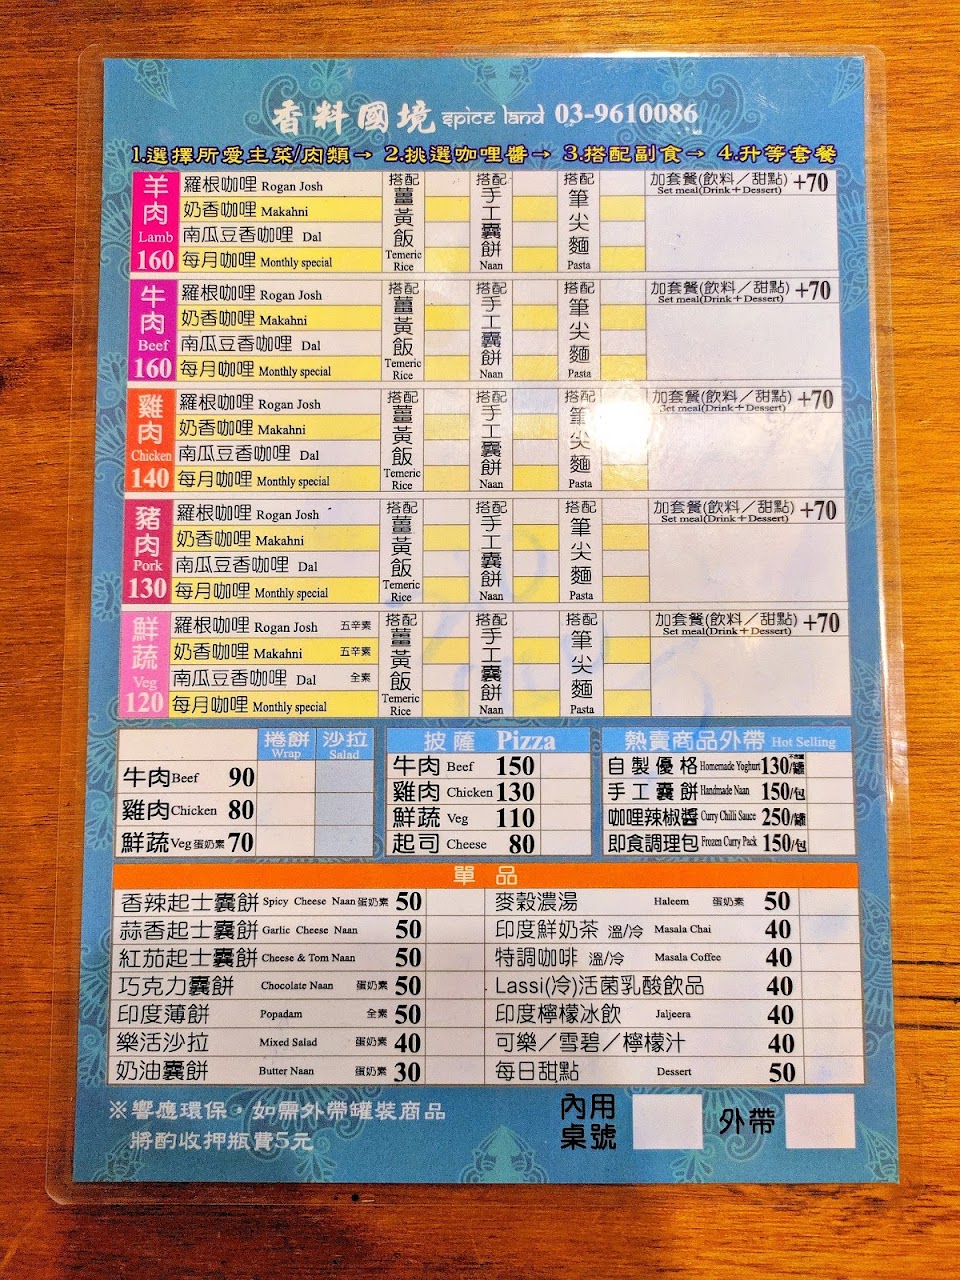 香料國境 spice land 03-9610086
1.選擇所愛主菜/肉類→ 2.挑選咖哩醬→ 3.搭配副食→ 4.升等套餐
羊肉 Lamb 160
羅根咖哩 Rogan Josh
奶香咖哩 Makahni
南瓜豆香咖哩 Dal
每月咖哩 Monthly special
搭配 薑黃飯 Temeric Rice
搭配 手工囊餅 Naan
搭配 筆尖麵 Pasta
加套餐(飲料／甜點) +70
Set meal(Drink＋Dessert)
牛肉 Beef 160
羅根咖哩 Rogan Josh
奶香咖哩 Makahni
南瓜豆香咖哩 Dal
每月咖哩 Monthly special
搭配 薑黃飯 Temeric Rice
搭配 手工囊餅 Naan
搭配 筆尖麵 Pasta
加套餐(飲料／甜點) +70
Set meal(Drink＋Dessert)
雞肉 Chicken 140
羅根咖哩 Rogan Josh
奶香咖哩 Makahni
南瓜豆香咖哩 Dal
每月咖哩 Monthly special
搭配 薑黃飯 Temeric Rice
搭配 手工囊餅 Naan
搭配 筆尖麵 Pasta
加套餐(飲料／甜點) +70
Set meal(Drink＋Dessert)
豬肉 Pork 130
羅根咖哩 Rogan Josh
奶香咖哩 Makahni
南瓜豆香咖哩 Dal
每月咖哩 Monthly special
搭配 薑黃飯 Temeric Rice
搭配 手工囊餅 Naan
搭配 筆尖麵 Pasta
加套餐(飲料／甜點) +70
Set meal(Drink＋Dessert)
鮮蔬 Veg 120
羅根咖哩 Rogan Josh 五辛素
奶香咖哩 Makahni 五辛素
南瓜豆香咖哩 Dal 全素
每月咖哩 Monthly special
搭配 薑黃飯 Temeric Rice
搭配 手工囊餅 Naan
搭配 筆尖麵 Pasta
加套餐(飲料／甜點) +70
Set meal(Drink＋Dessert)
捲餅 Wrap 沙拉 Salad
牛肉 Beef 90
雞肉 Chicken 80
鮮蔬 Veg 蛋奶素 70
披薩 Pizza
牛肉 Beef 150
雞肉 Chicken 130
鮮蔬 Veg 110
起司 Cheese 80
熱賣商品外帶 Hot Selling
自製優格 Homemade Yoghurt 130/罐
手工囊餅 Handmade Naan 150/包
咖哩辣椒醬 Curry Chilli Sauce 250/罐
即食調理包 Frozen Curry Pack 150/包
單品
香辣起士囊餅 Spicy Cheese Naan 蛋奶素 50
蒜香起士囊餅 Garlic Cheese Naan 50
紅茄起士囊餅 Cheese & Tom Naan 50
巧克力囊餅 Chocolate Naan 蛋奶素 50
印度薄餅 Popadam 全素 50
樂活沙拉 Mixed Salad 蛋奶素 40
奶油囊餅 Butter Naan 蛋奶素 30
麥穀濃湯 Haleem 蛋奶素 50
印度鮮奶茶 溫/冷 Masala Chai 40
特調咖啡 溫/冷 Masala Coffee 40
Lassi(冷)活菌乳酸飲品 40
印度檸檬冰飲 Jaljeera 40
可樂／雪碧／檸檬汁 40
每日甜點 Dessert 50
※響應環保，如需外帶罐裝商品
將酌收押瓶費5元
內用桌號
外帶